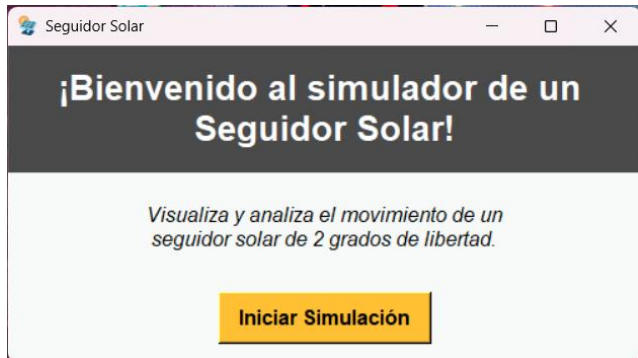 Seguidor Solar
¡Bienvenido al simulador de un
Seguidor Solar!
Visualiza y analiza el movimiento de un
seguidor solar de 2 grados de libertad.
Iniciar Simulación